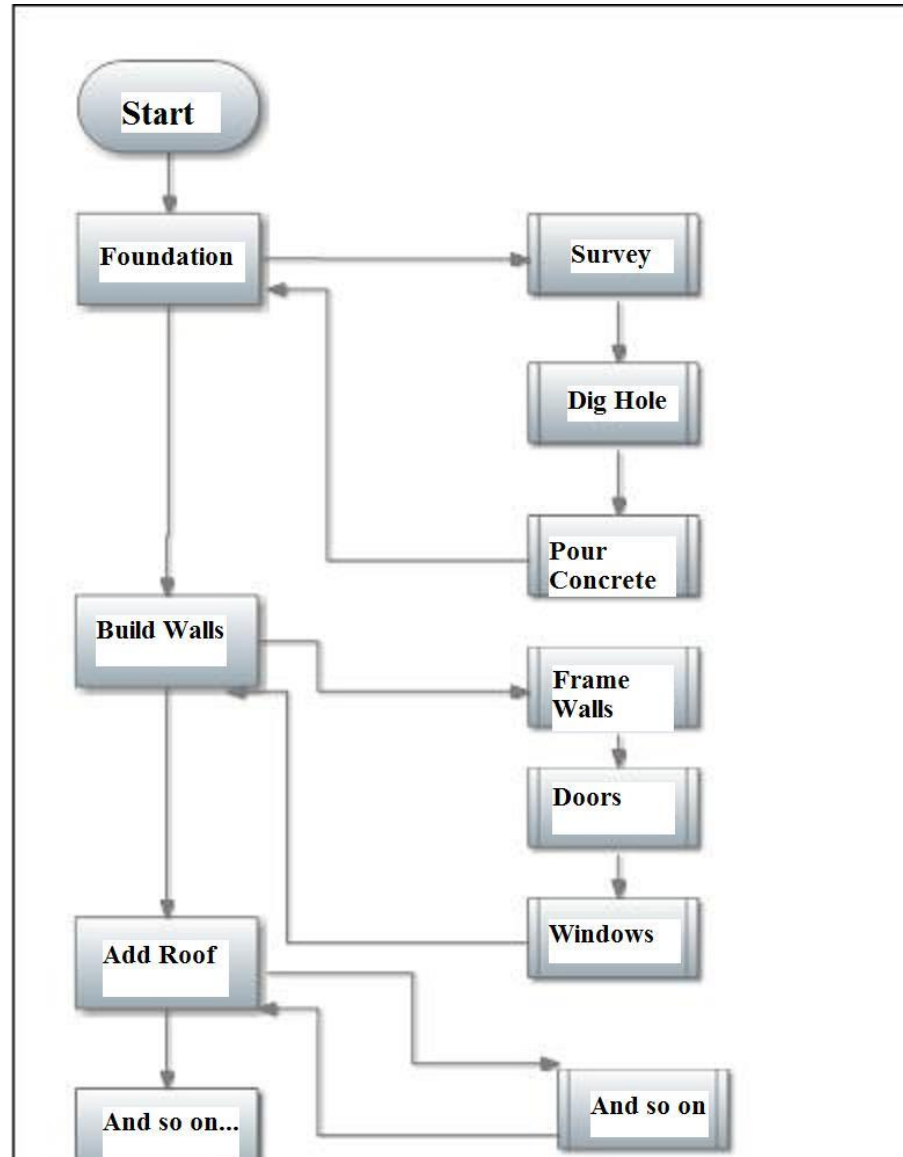 Start
Foundation
Survey
Dig Hole
Pour
Concrete
Build Walls
Frame
Walls
Doors
Windows
Add Roof
And so on
And so on...